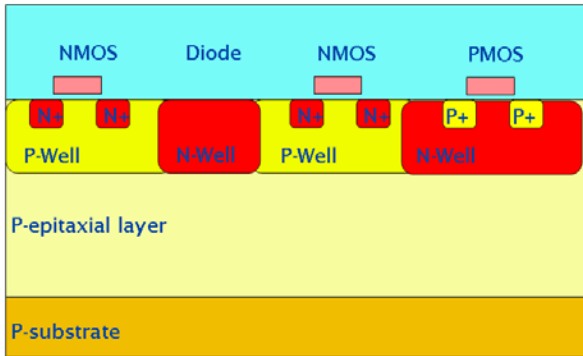 NMOS Diode NMOS PMOS
N+ N+ N+ N+ P+ P+
P-Well N-Well P-Well N-Well
P-epitaxial layer
P-substrate